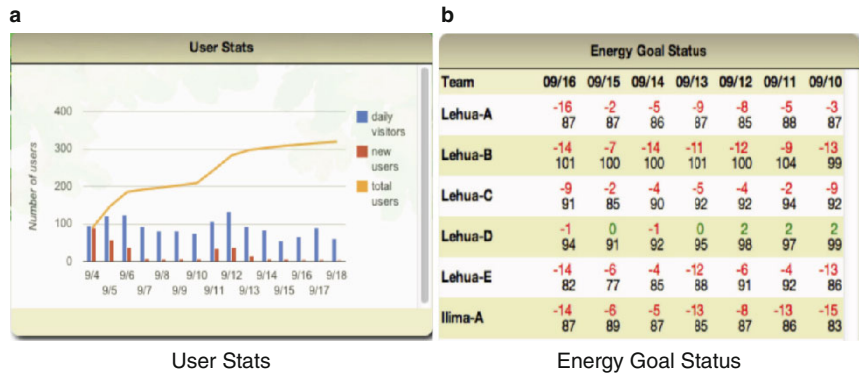 a
User Stats
400
300
200
100
0
Number of users
daily
visitors
new
users
total
users
9/4 9/6 9/8 9/10 9/12 9/14 9/16 9/18
9/5 9/7 9/9 9/11 9/13 9/15 9/17
User Stats
b
Energy Goal Status
Team 09/16 09/15 09/14 09/13 09/12 09/11 09/10
Lehua-A -16 -2 -5 -9 -8 -5 -3
87 87 86 87 85 88 87
Lehua-B -14 -7 -14 -11 -12 -9 -13
101 100 100 101 100 104 99
Lehua-C -9 -2 -4 -5 -4 -2 -9
91 85 90 92 92 94 92
Lehua-D -1 0 -1 0 2 2 2
94 91 92 95 98 97 99
Lehua-E -14 -6 -4 -12 -6 -4 -13
82 77 85 88 91 92 86
Ilima-A -14 -6 -5 -13 -8 -13 -15
87 89 87 85 87 86 83
Energy Goal Status